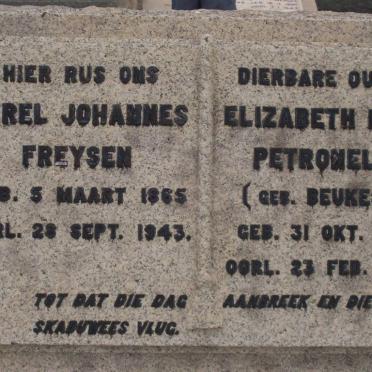 HIER RUS ONS DIERBARE OU
REL JOHANNES
FREYSEN
B. 5 MAART 1865
RL. 28 SEPT. 1943.
ELIZABETH
PETRONEL
( GEB. BEUKE
GEB. 31 OKT.
OORL. 23 FEB.
TOT DAT DIE DAG AANBREEK EN DIE
SKADUWEES VLUG.